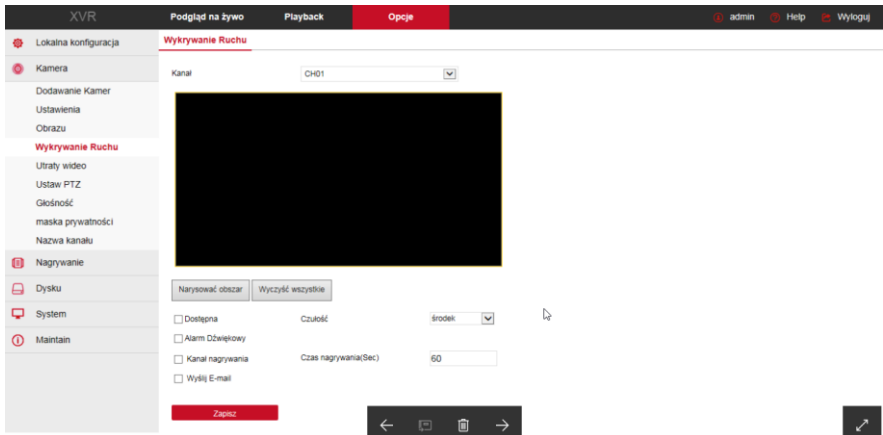 XVR Podgląd na żywo Playback Opcje admin Help Wyloguj
Lokalna konfiguracja
Kamera
Dodawanie Kamer
Ustawienia
Obrazu
Wykrywanie Ruchu
Utraty wideo
Ustaw PTZ
Głośność
maska prywatności
Nazwa kanału
Nagrywanie
Dysku
System
Maintain
Wykrywanie Ruchu
Kanał CH01
Narysować obszar Wyczyść wszystkie
Dostępna Czułość środek
Alarm Dźwiękowy
Kanał nagrywania Czas nagrywania(Sec) 60
Wyślij E-mail
Zapisz